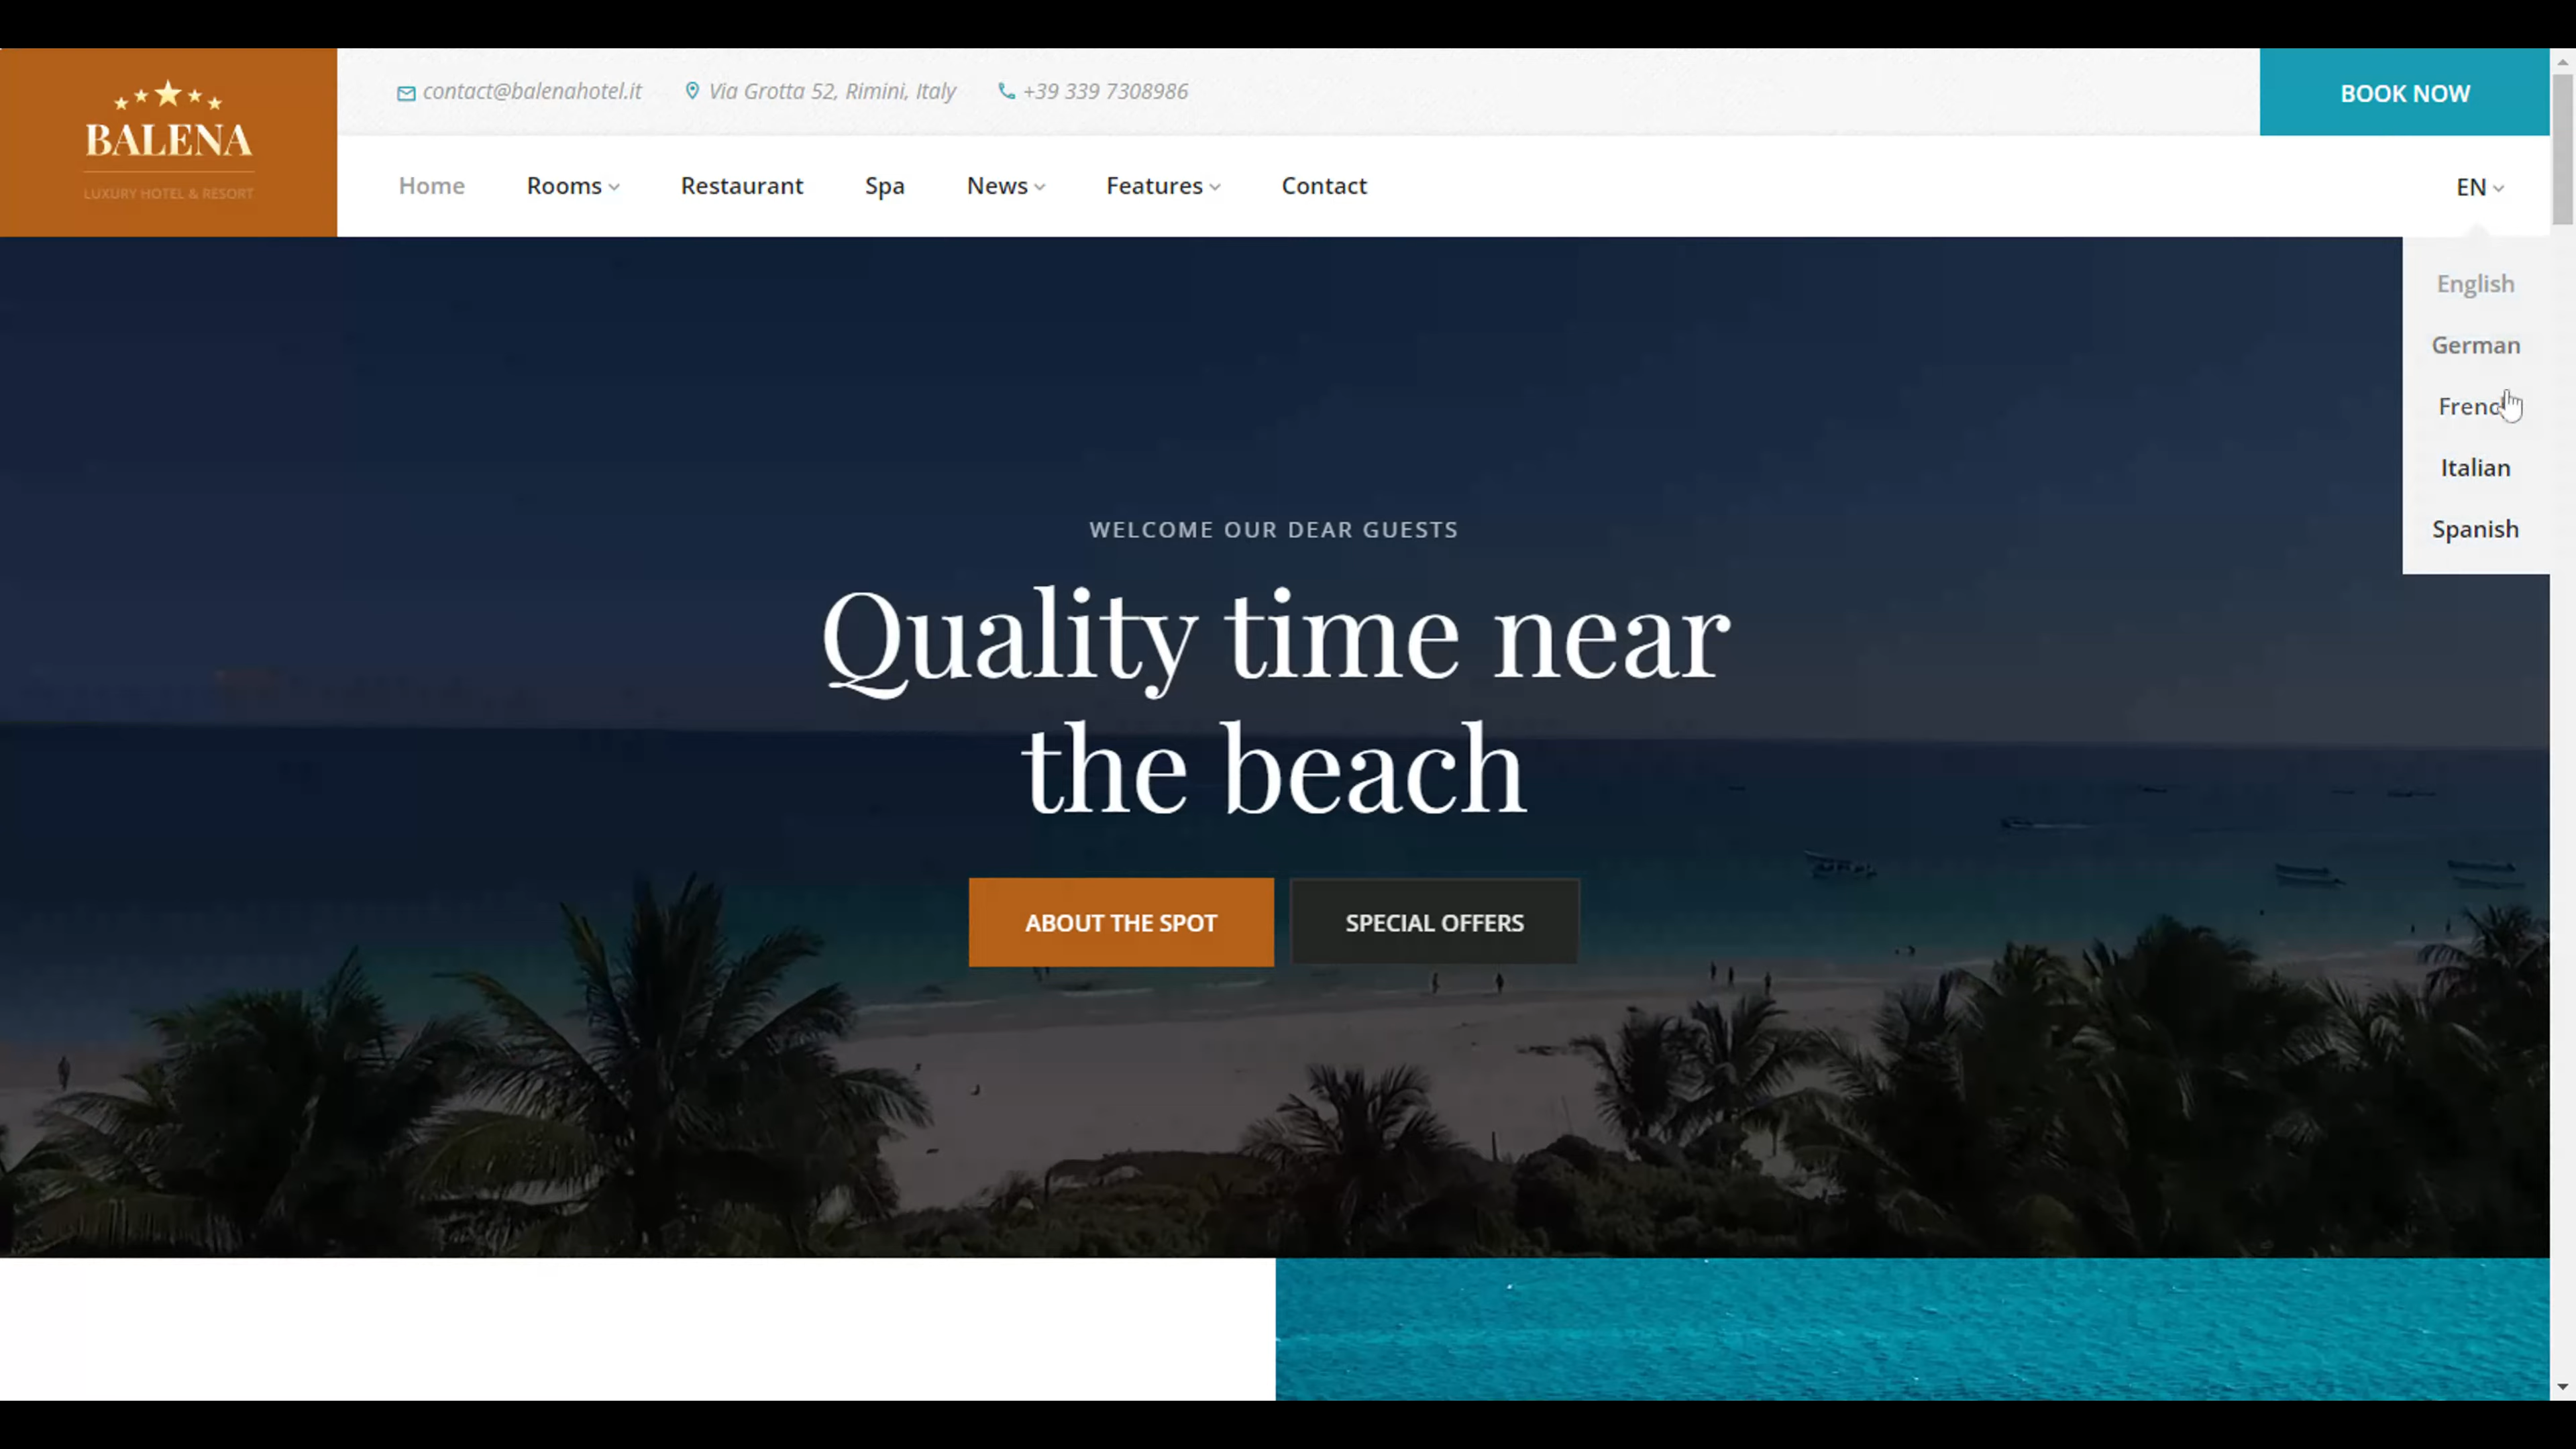 BALENA
LUXURY HOTEL & RESORT
contact@balenahotel.it
Via Grotta 52, Rimini, Italy
+39 339 7308986
BOOK NOW
Home
Rooms
Restaurant
Spa
News
Features
Contact
EN
English
German
French
Italian
Spanish
WELCOME OUR DEAR GUESTS
Quality time near
the beach
ABOUT THE SPOT
SPECIAL OFFERS